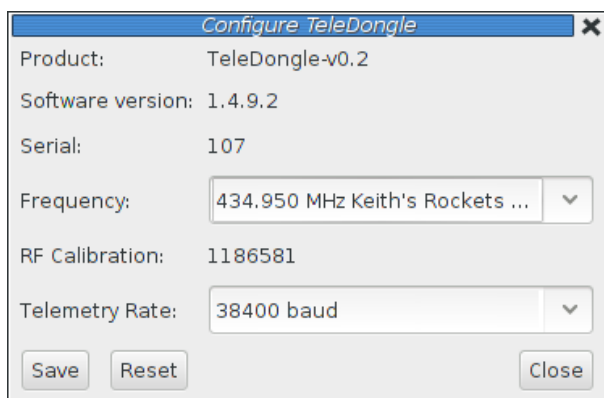 Configure TeleDongle
Product: TeleDongle-v0.2
Software version: 1.4.9.2
Serial: 107
Frequency: 434.950 MHz Keith's Rockets ...
RF Calibration: 1186581
Telemetry Rate: 38400 baud
Save Reset Close